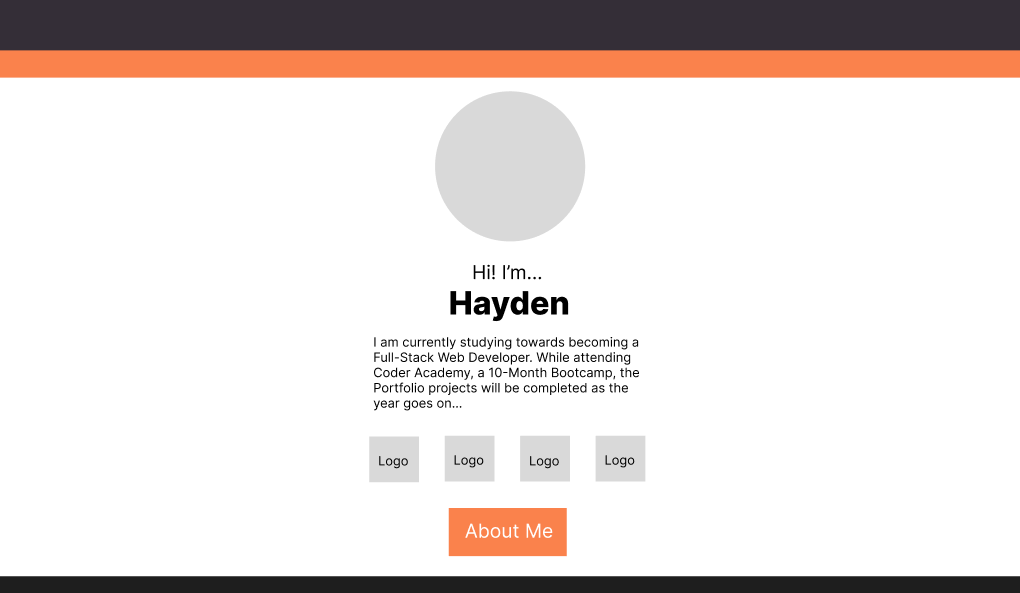 Hi! I’m...
Hayden
I am currently studying towards becoming a
Full-Stack Web Developer. While attending
Coder Academy, a 10-Month Bootcamp, the
Portfolio projects will be completed as the
year goes on...
Logo Logo Logo Logo
About Me